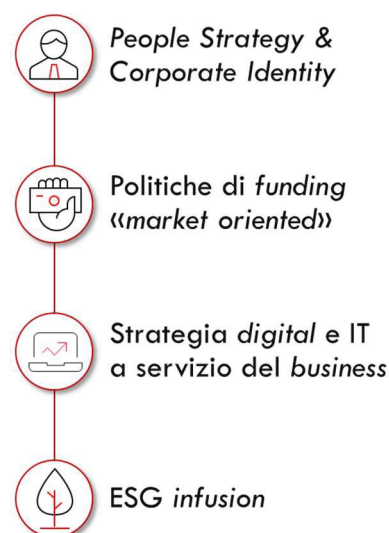 People Strategy &
Corporate Identity
Politiche di funding
«market oriented»
Strategia digital e IT
a servizio del business
ESG infusion